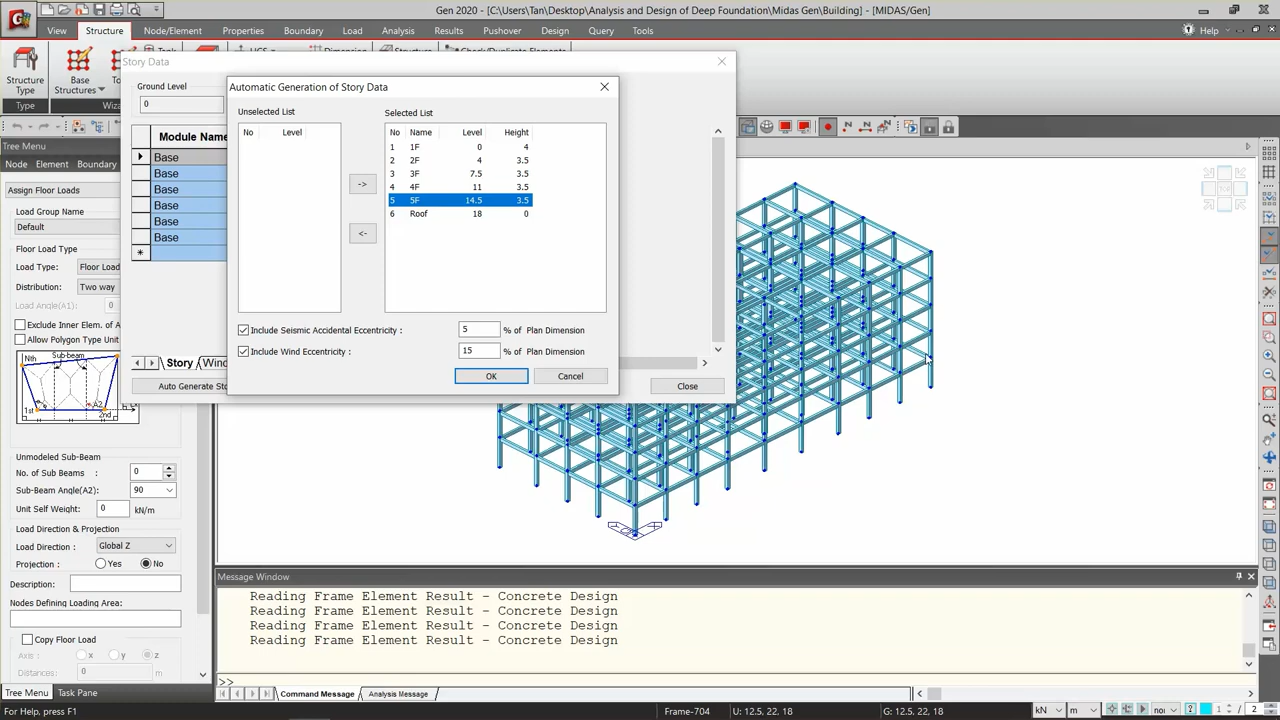 Gen 2020 - [C:\Users\Tan\Desktop\Analysis and Design of Deep Foundation\Midas Gen\Building] - [MIDAS/Gen]
View Structure Node/Element Properties Boundary Load Analysis Results Pushover Design Query Tools Help
Structure Type
Base Structures
Type
Story Data
Ground Level
0
Module Name
Base
Base
Base
Base
Base
Base
Automatic Generation of Story Data
Unselected List
No Level
->
<-
Selected List
No Name Level Height
1 1F 0 4
2 2F 4 3.5
3 3F 7.5 3.5
4 4F 11 3.5
5 5F 14.5 3.5
6 Roof 18 0
Include Seismic Accidental Eccentricity : 5 % of Plan Dimension
Include Wind Eccentricity : 15 % of Plan Dimension
OK Cancel
Story
Close
Tree Menu
Node Element Boundary
Assign Floor Loads
Load Group Name
Default
Floor Load Type
Load Type: Floor Load
Distribution: Two way
Load Angle(A1): 0
Exclude Inner Elem. of A
Allow Polygon Type Unit
Nth Sub-beam
A2
1st 2nd
Unmodeled Sub-Beam
No. of Sub Beams : 0
Sub-Beam Angle(A2): 90
Unit Self Weight: 0 kN/m
Load Direction & Projection
Load Direction : Global Z
Projection : Yes No
Description:
Nodes Defining Loading Area:
Copy Floor Load
Axis : x y z
Distances: 0 m
Tree Menu Task Pane
Message Window
Reading Frame Element Result - Concrete Design
Reading Frame Element Result - Concrete Design
Reading Frame Element Result - Concrete Design
Reading Frame Element Result - Concrete Design
>>
Command Message Analysis Message
For Help, press F1 Frame-704 U: 12.5, 22, 18 G: 12.5, 22, 18 kN m 1 / 2